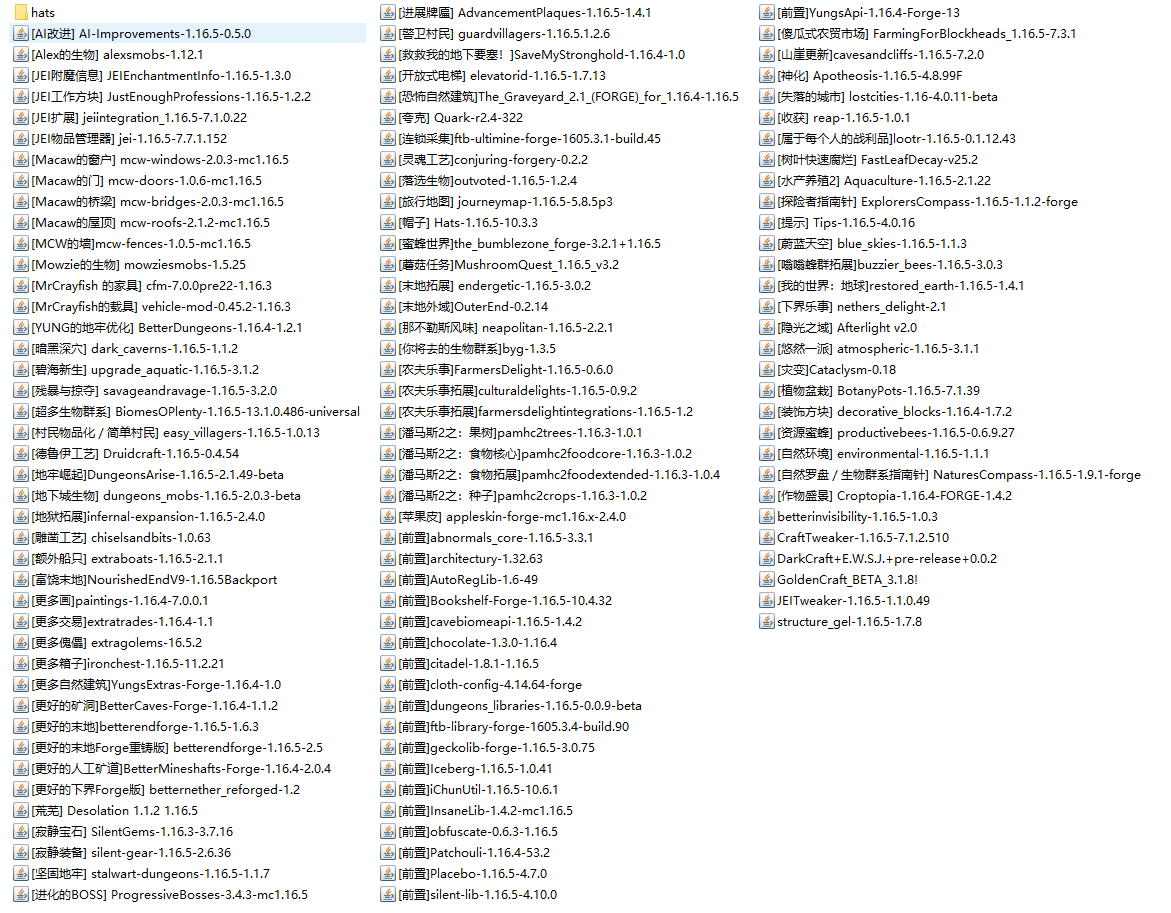 hats
[AI改进] AI-Improvements-1.16.5-0.5.0
[Alex的生物] alexsmobs-1.12.1
[JEI附魔信息] JEIEnchantmentInfo-1.16.5-1.3.0
[JEI工作方块] JustEnoughProfessions-1.16.5-1.2.2
[JEI扩展] jeiintegration_1.16.5-7.1.0.22
[JEI物品管理器] jei-1.16.5-7.7.1.152
[Macaw的窗户] mcw-windows-2.0.3-mc1.16.5
[Macaw的门] mcw-doors-1.0.6-mc1.16.5
[Macaw的桥梁] mcw-bridges-2.0.3-mc1.16.5
[Macaw的屋顶] mcw-roofs-2.1.2-mc1.16.5
[MCW的墙]mcw-fences-1.0.5-mc1.16.5
[Mowzie的生物] mowziesmobs-1.5.25
[MrCrayfish 的家具] cfm-7.0.0pre22-1.16.3
[MrCrayfish的载具] vehicle-mod-0.45.2-1.16.3
[YUNG的地牢优化] BetterDungeons-1.16.4-1.2.1
[暗黑深穴] dark_caverns-1.16.5-1.1.2
[碧海新生] upgrade_aquatic-1.16.5-3.1.2
[残暴与掠夺] savageandravage-1.16.5-3.2.0
[超多生物群系] BiomesOPlenty-1.16.5-13.1.0.486-universal
[村民物品化 / 简单村民] easy_villagers-1.16.5-1.0.13
[德鲁伊工艺] Druidcraft-1.16.5-0.4.54
[地牢崛起]DungeonsArise-1.16.5-2.1.49-beta
[地下城生物] dungeons_mobs-1.16.5-2.0.3-beta
[地狱拓展]infernal-expansion-1.16.5-2.4.0
[雕凿工艺] chiselsandbits-1.0.63
[额外船只] extraboats-1.16.5-2.1.1
[富饶末地]NourishedEndV9-1.16.5Backport
[更多画]paintings-1.16.4-7.0.0.1
[更多交易]extratrades-1.16.4-1.1
[更多傀儡] extragolems-16.5.2
[更多箱子]ironchest-1.16.5-11.2.21
[更多自然建筑]YungsExtras-Forge-1.16.4-1.0
[更好的矿洞]BetterCaves-Forge-1.16.4-1.1.2
[更好的末地]betterendforge-1.16.5-1.6.3
[更好的末地Forge重铸版] betterendforge-1.16.5-2.5
[更好的人工矿道]BetterMineshafts-Forge-1.16.4-2.0.4
[更好的下界Forge版] betternether_reforged-1.2
[荒芜] Desolation 1.1.2 1.16.5
[寂静宝石] SilentGems-1.16.3-3.7.16
[寂静装备] silent-gear-1.16.5-2.6.36
[坚固地牢] stalwart-dungeons-1.16.5-1.1.7
[进化的BOSS] ProgressiveBosses-3.4.3-mc1.16.5
[进展牌匾] AdvancementPlaques-1.16.5-1.4.1
[警卫村民] guardvillagers-1.16.5.1.2.6
[救救我的地下要塞！]SaveMyStronghold-1.16.4-1.0
[开放式电梯] elevatorid-1.16.5-1.7.13
[恐怖自然建筑]The_Graveyard_2.1_(FORGE)_for_1.16.4-1.16.5
[夸克] Quark-r2.4-322
[连锁采集]ftb-ultimine-forge-1605.3.1-build.45
[灵魂工艺]conjuring-forgery-0.2.2
[落选生物]outvoted-1.16.5-1.2.4
[旅行地图] journeymap-1.16.5-5.8.5p3
[帽子] Hats-1.16.5-10.3.3
[蜜蜂世界]the_bumblezone_forge-3.2.1+1.16.5
[蘑菇任务]MushroomQuest_1.16.5_v3.2
[末地拓展] endergetic-1.16.5-3.0.2
[末地外域]OuterEnd-0.2.14
[那不勒斯风味] neapolitan-1.16.5-2.2.1
[你将去的生物群系]byg-1.3.5
[农夫乐事]FarmersDelight-1.16.5-0.6.0
[农夫乐事拓展]culturaldelights-1.16.5-0.9.2
[农夫乐事拓展]farmersdelightintegrations-1.16.5-1.2
[潘马斯2之：果树]pamhc2trees-1.16.3-1.0.1
[潘马斯2之：食物核心]pamhc2foodcore-1.16.3-1.0.2
[潘马斯2之：食物拓展]pamhc2foodextended-1.16.3-1.0.4
[潘马斯2之：种子]pamhc2crops-1.16.3-1.0.2
[苹果皮] appleskin-forge-mc1.16.x-2.4.0
[前置]abnormals_core-1.16.5-3.3.1
[前置]architectury-1.32.63
[前置]AutoRegLib-1.6-49
[前置]Bookshelf-Forge-1.16.5-10.4.32
[前置]cavebiomeapi-1.16.5-1.4.2
[前置]chocolate-1.3.0-1.16.4
[前置]citadel-1.8.1-1.16.5
[前置]cloth-config-4.14.64-forge
[前置]dungeons_libraries-1.16.5-0.0.9-beta
[前置]ftb-library-forge-1605.3.4-build.90
[前置]geckolib-forge-1.16.5-3.0.75
[前置]Iceberg-1.16.5-1.0.41
[前置]iChunUtil-1.16.5-10.6.1
[前置]InsaneLib-1.4.2-mc1.16.5
[前置]obfuscate-0.6.3-1.16.5
[前置]Patchouli-1.16.4-53.2
[前置]Placebo-1.16.5-4.7.0
[前置]silent-lib-1.16.5-4.10.0
[前置]YungsApi-1.16.4-Forge-13
[傻瓜式农贸市场] FarmingForBlockheads_1.16.5-7.3.1
[山崖更新]cavesandcliffs-1.16.5-7.2.0
[神化] Apotheosis-1.16.5-4.8.99F
[失落的城市] lostcities-1.16-4.0.11-beta
[收获] reap-1.16.5-1.0.1
[属于每个人的战利品]lootr-1.16.5-0.1.12.43
[树叶快速腐烂] FastLeafDecay-v25.2
[水产养殖2] Aquaculture-1.16.5-2.1.22
[探险者指南针] ExplorersCompass-1.16.5-1.1.2-forge
[提示] Tips-1.16.5-4.0.16
[蔚蓝天空] blue_skies-1.16.5-1.1.3
[嗡嗡蜂群拓展]buzzier_bees-1.16.5-3.0.3
[我的世界：地球]restored_earth-1.16.5-1.4.1
[下界乐事] nethers_delight-2.1
[隐光之域] Afterlight v2.0
[悠然一派] atmospheric-1.16.5-3.1.1
[灾变]Cataclysm-0.18
[植物盆栽] BotanyPots-1.16.5-7.1.39
[装饰方块] decorative_blocks-1.16.4-1.7.2
[资源蜜蜂] productivebees-1.16.5-0.6.9.27
[自然环境] environmental-1.16.5-1.1.1
[自然罗盘 / 生物群系指南针] NaturesCompass-1.16.5-1.9.1-forge
[作物盛景] Croptopia-1.16.4-FORGE-1.4.2
betterinvisibility-1.16.5-1.0.3
CraftTweaker-1.16.5-7.1.2.510
DarkCraft+E.W.S.J.+pre-release+0.0.2
GoldenCraft_BETA_3.1.8!
JEITweaker-1.16.5-1.1.0.49
structure_gel-1.16.5-1.7.8